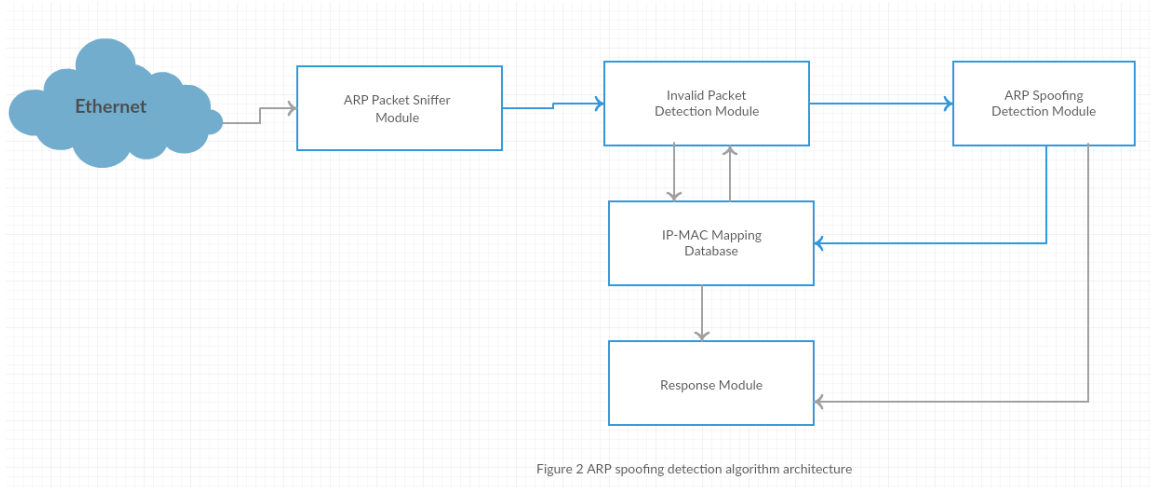 Ethernet
ARP Packet Sniffer
Module
Invalid Packet
Detection Module
ARP Spoofing
Detection Module
IP-MAC Mapping
Database
Response Module
Figure 2 ARP spoofing detection algorithm architecture